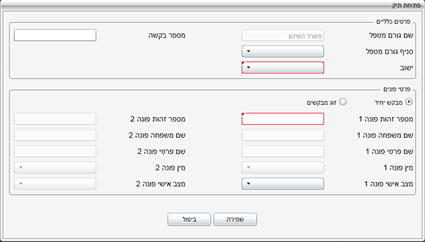 פתיחת תיק
פרטים כלליים
שם גורם מטפל משרד השיכון מספר בקשה
סניף גורם מטפל
ישוב
פרטי פונים
מבקש יחיד זוג מבקשים
מספר זהות פונה 1 מספר זהות פונה 2
שם משפחה פונה 1 שם משפחה פונה 2
שם פרטי פונה 1 שם פרטי פונה 2
מין פונה 1 מין פונה 2
מצב אישי פונה 1 מצב אישי פונה 2
שמירה ביטול